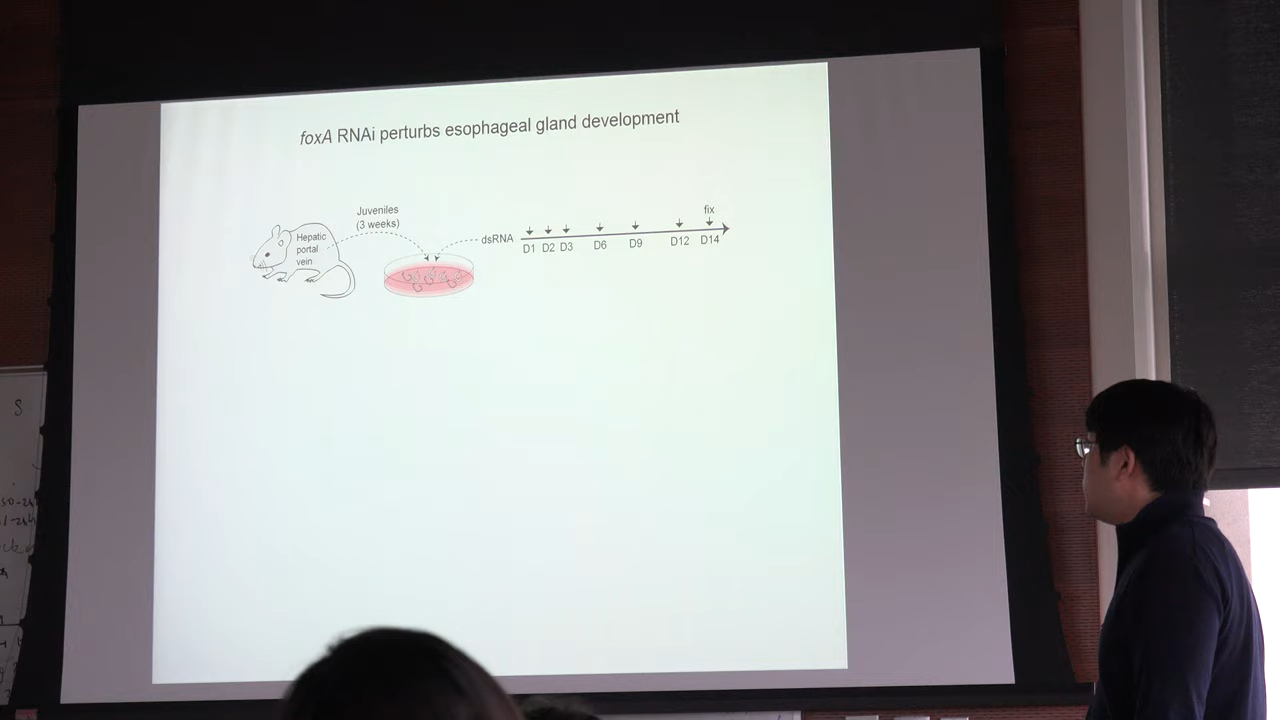 foxA RNAi perturbs esophageal gland development
Juveniles
(3 weeks)
Hepatic
portal
vein
dsRNA
fix
D1 D2 D3 D6 D9 D12 D14
S